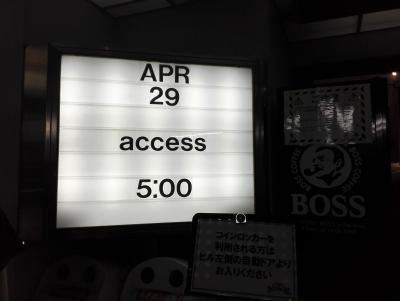 APR
29
access
5:00
BOSS
コインロッカーを
利用される方は
ビル左側の自動ドアより
お入りください